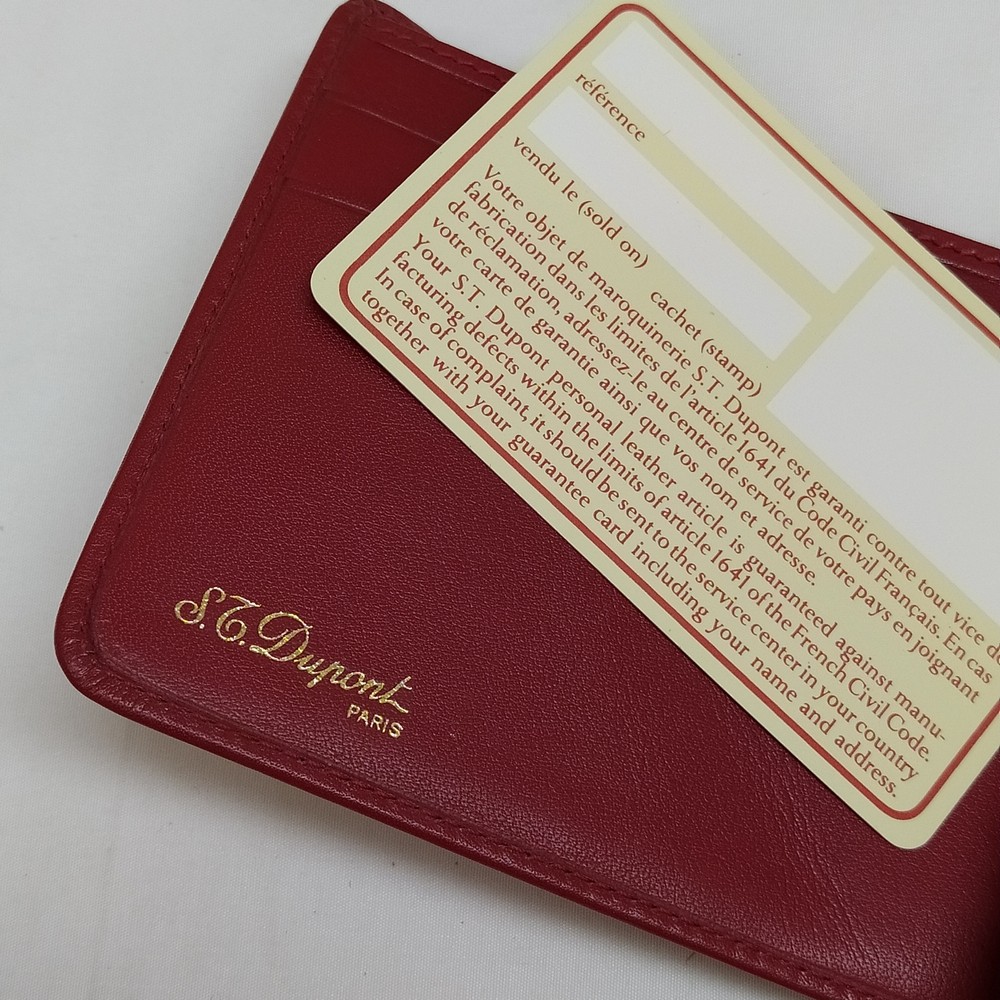 référence
vendu le (sold on)
cachet (stamp)
Votre objet de maroquinerie S.T. Dupont est garanti contre tout vice de
fabrication dans les limites de l'article 1641 du Code Civil Français. En cas
de réclamation, adressez-le au centre de service de votre pays en joignant
votre carte de garantie ainsi que vos nom et adresse.
Your S.T. Dupont personal leather article is guaranteed against manu-
facturing defects within the limits of article 1641 of the French Civil Code.
In case of complaint, it should be sent to the service center in your country
together with your guarantee card including your name and address.
S.T. Dupont
PARIS